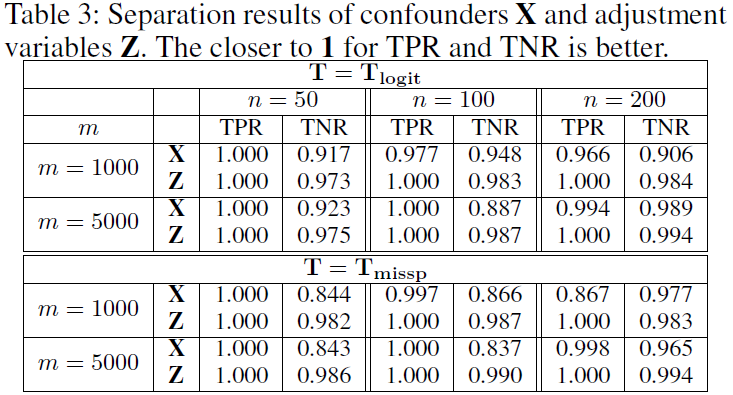 Table 3: Separation results of confounders X and adjustment
variables Z. The closer to 1 for TPR and TNR is better.
T = T_logit
n = 50 n = 100 n = 200
m TPR TNR TPR TNR TPR TNR
m = 1000 X 1.000 0.917 0.977 0.948 0.966 0.906
Z 1.000 0.973 1.000 0.983 1.000 0.984
m = 5000 X 1.000 0.923 1.000 0.887 0.994 0.989
Z 1.000 0.975 1.000 0.987 1.000 0.994
T = T_missp
m = 1000 X 1.000 0.844 0.997 0.866 0.867 0.977
Z 1.000 0.982 1.000 0.987 1.000 0.983
m = 5000 X 1.000 0.843 1.000 0.837 0.998 0.965
Z 1.000 0.986 1.000 0.990 1.000 0.994